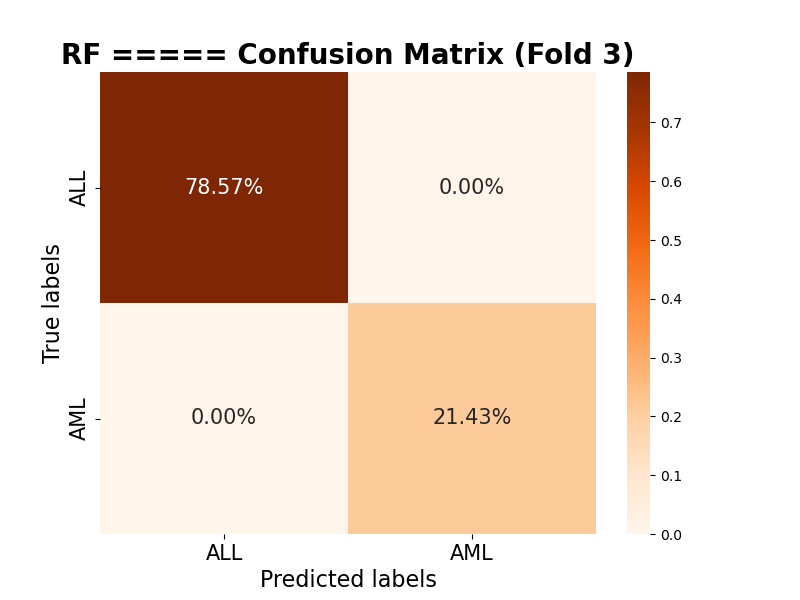 RF ===== Confusion Matrix (Fold 3)
ALL
78.57%
0.00%
AML
0.00%
21.43%
True labels
ALL
AML
Predicted labels
0.7
0.6
0.5
0.4
0.3
0.2
0.1
0.0